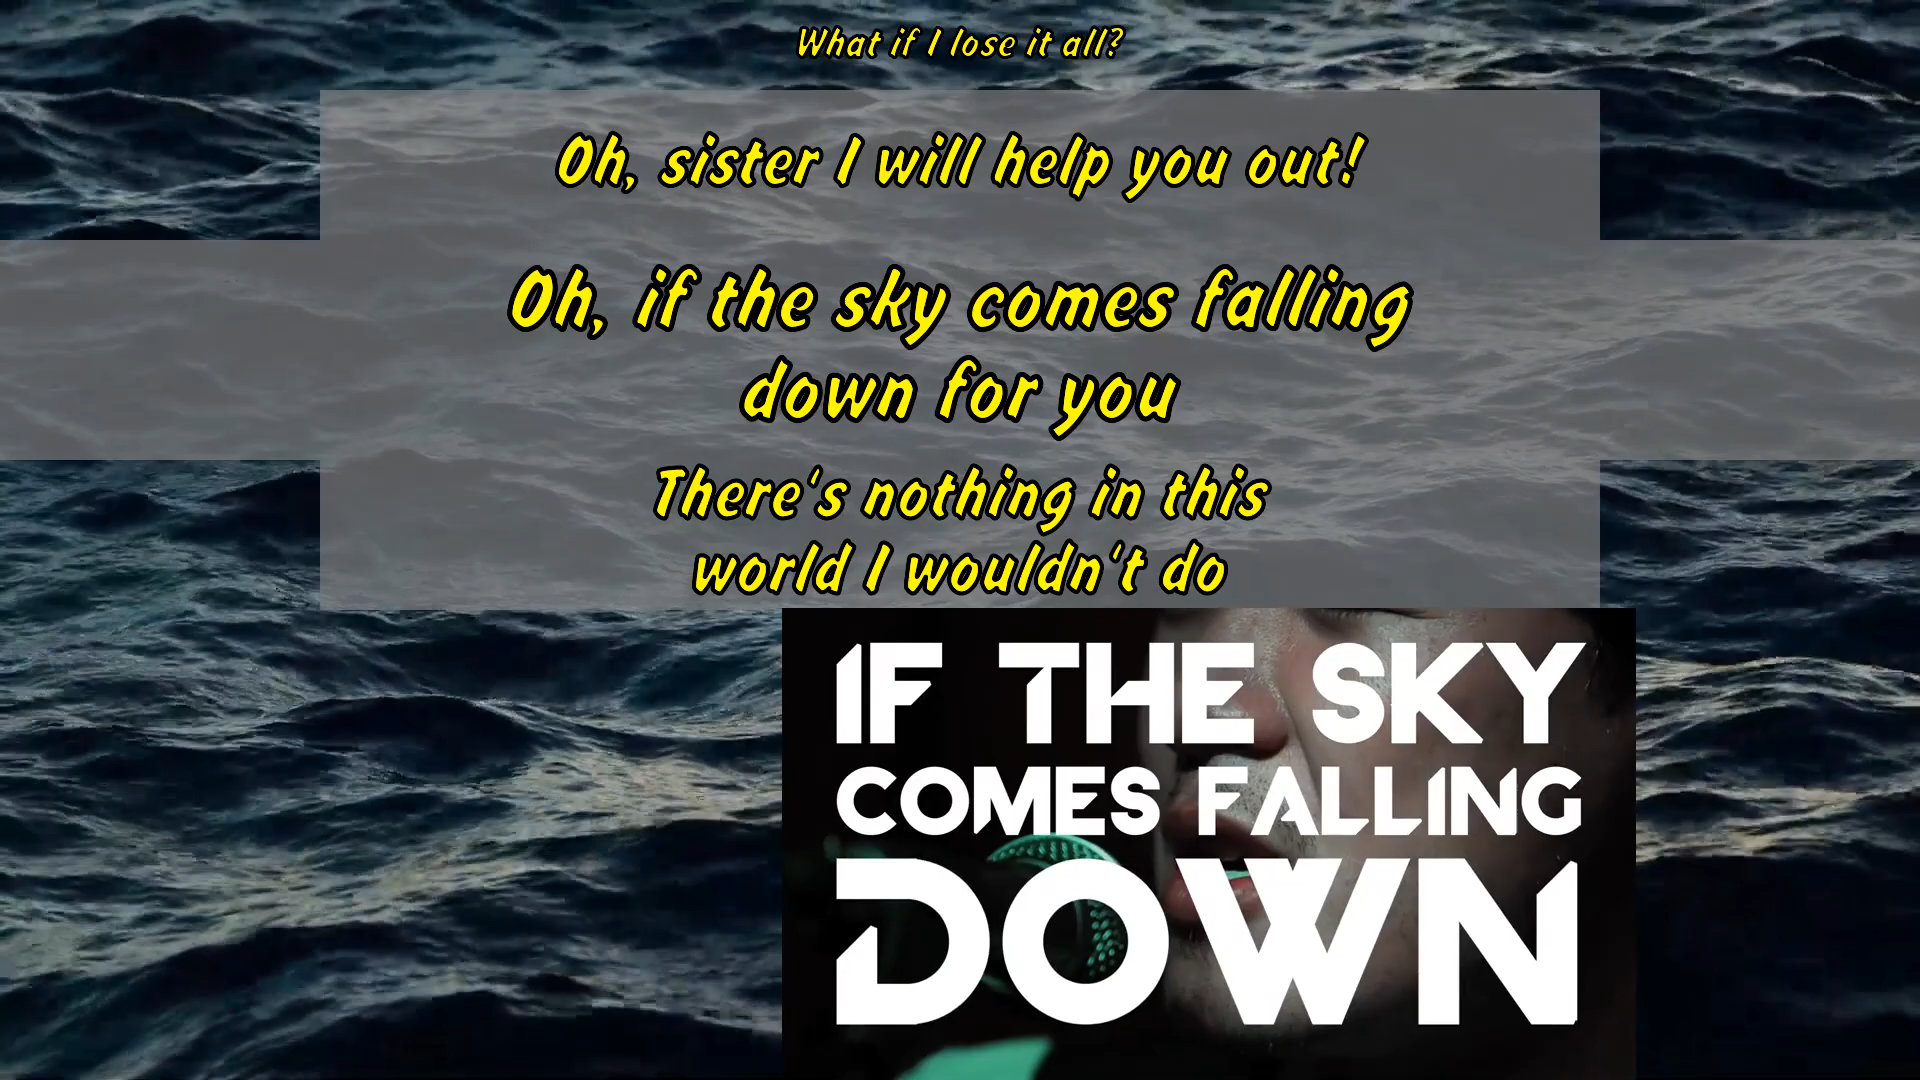 What if I lose it all?
Oh, sister I will help you out!
Oh, if the sky comes falling
down for you
There's nothing in this
world I wouldn't do
IF THE SKY
COMES FALLING
DOWN